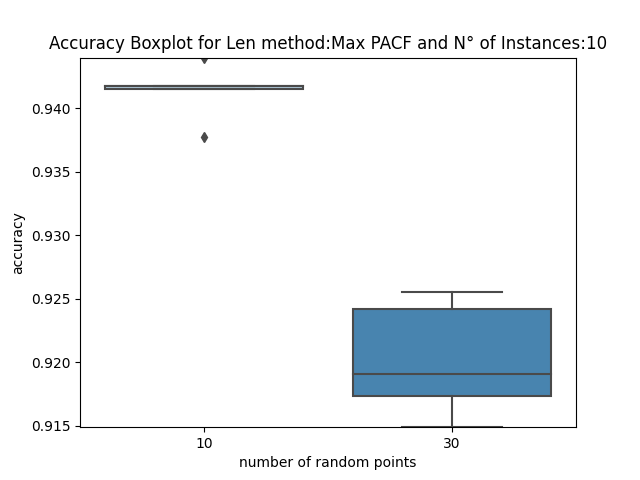 Accuracy Boxplot for Len method:Max PACF and N° of Instances:10
0.940
0.935
0.930
0.925
0.920
0.915
accuracy
10 30
number of random points